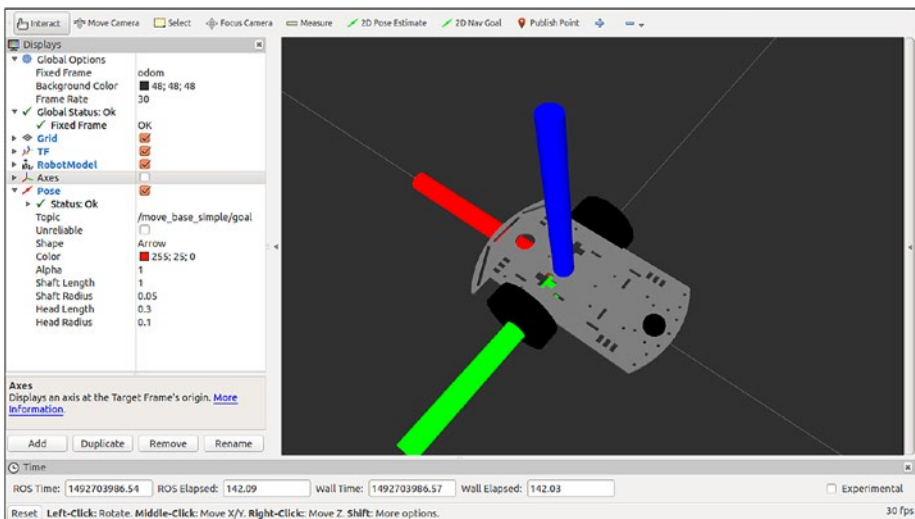 Interact Move Camera Select Focus Camera Measure 2D Pose Estimate 2D Nav Goal Publish Point
Displays
Global Options
Fixed Frame odom
Background Color 48; 48; 48
Frame Rate 30
Global Status: Ok
Fixed Frame OK
Grid
TF
RobotModel
Axes
Pose
Status: Ok
Topic /move_base_simple/goal
Unreliable
Shape Arrow
Color 255; 25; 0
Alpha 1
Shaft Length 1
Shaft Radius 0.05
Head Length 0.3
Head Radius 0.1
Axes
Displays an axis at the Target Frame's origin. More
Information.
Add Duplicate Remove Rename
Time
ROS Time: 1492703986.54 ROS Elapsed: 142.09 Wall Time: 1492703986.57 Wall Elapsed: 142.03 Experimental
Reset Left-Click: Rotate. Middle-Click: Move X/Y. Right-Click: Move Z. Shift: More options. 30 fps